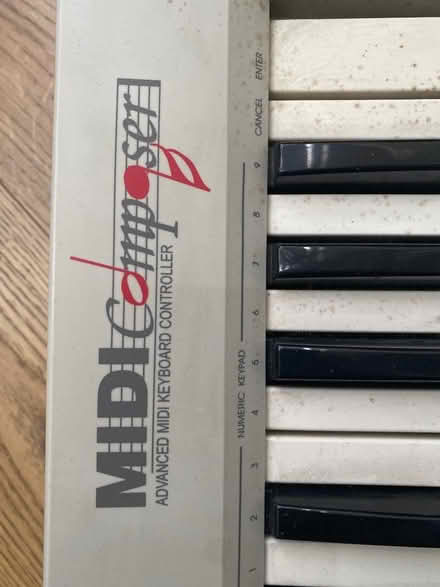 MIDI Composer
ADVANCED MIDI KEYBOARD CONTROLLER
NUMERIC KEYPAD
1 2 3 4 5 6 7 8 9 CANCEL ENTER